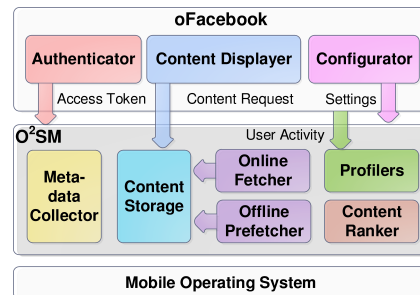 oFacebook
Authenticator
Content Displayer
Configurator
Access Token
Content Request
Settings
O²SM
User Activity
Meta-
data
Collector
Content
Storage
Online
Fetcher
Profilers
Offline
Prefetcher
Content
Ranker
Mobile Operating System